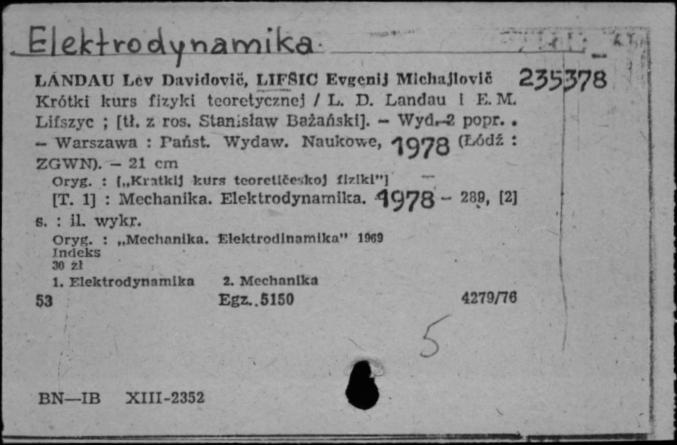 Elektrodynamika.
LANDAU Lev Davidovič, LIFŠIC Evgenij Michajlovič 235378
Krótki kurs fizyki teoretycznej / L. D. Landau i E. M.
Lifszyc ; [tł. z ros. Stanisław Bażański]. — Wyd. 2 popr. .
— Warszawa : Państ. Wydaw. Naukowe, 1978 (Łódź :
ZGWN). — 21 cm
Oryg. : [„Kratkij kurs teoretičeskoj fiziki"]
[T. 1] : Mechanika. Elektrodynamika. 1978 — 289, [2]
s. : il. wykr.
Oryg. : „Mechanika. Elektrodinamika" 1969
Indeks
30 zł
1. Elektrodynamika 2. Mechanika
53 Egz. 5150 4279/76
5
BN—IB XIII-2352